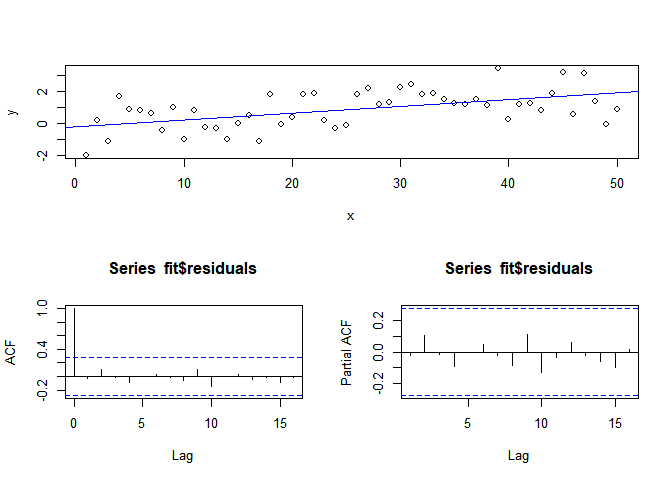 y
2
0
-2
0 10 20 30 40 50
x
Series fit$residuals
ACF
1.0
0.4
-0.2
0 5 10 15
Lag
Series fit$residuals
Partial ACF
0.2
0.0
-0.2
5 10 15
Lag